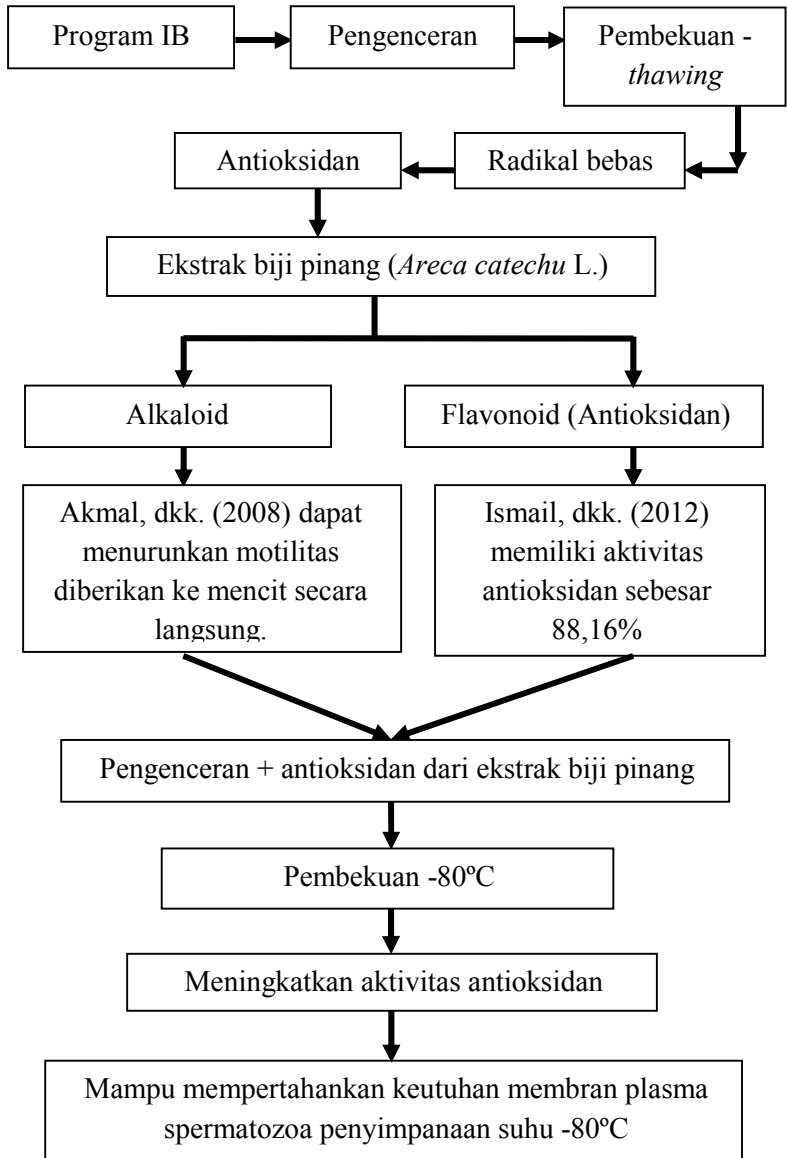 Program IB
Pengenceran
Pembekuan -
thawing
Antioksidan
Radikal bebas
Ekstrak biji pinang (Areca catechu L.)
Alkaloid
Flavonoid (Antioksidan)
Akmal, dkk. (2008) dapat
menurunkan motilitas
diberikan ke mencit secara
langsung.
Ismail, dkk. (2012)
memiliki aktivitas
antioksidan sebesar
88,16%
Pengenceran + antioksidan dari ekstrak biji pinang
Pembekuan -80ºC
Meningkatkan aktivitas antioksidan
Mampu mempertahankan keutuhan membran plasma
spermatozoa penyimpanaan suhu -80ºC